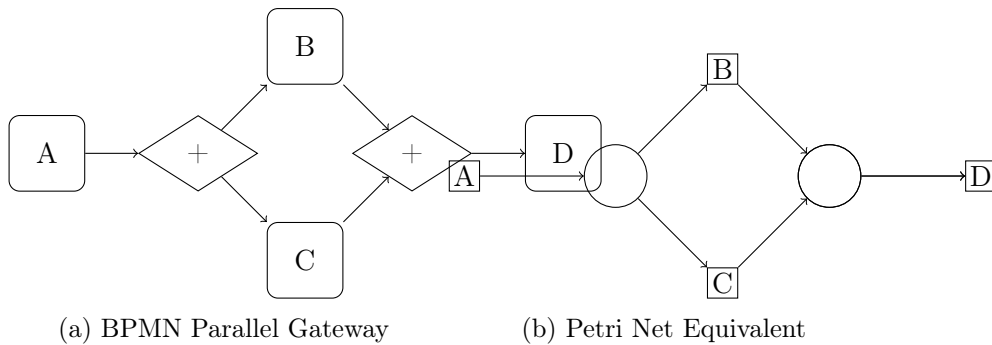 B
B
A
+
+
D
A
D
C
C
(a) BPMN Parallel Gateway
(b) Petri Net Equivalent